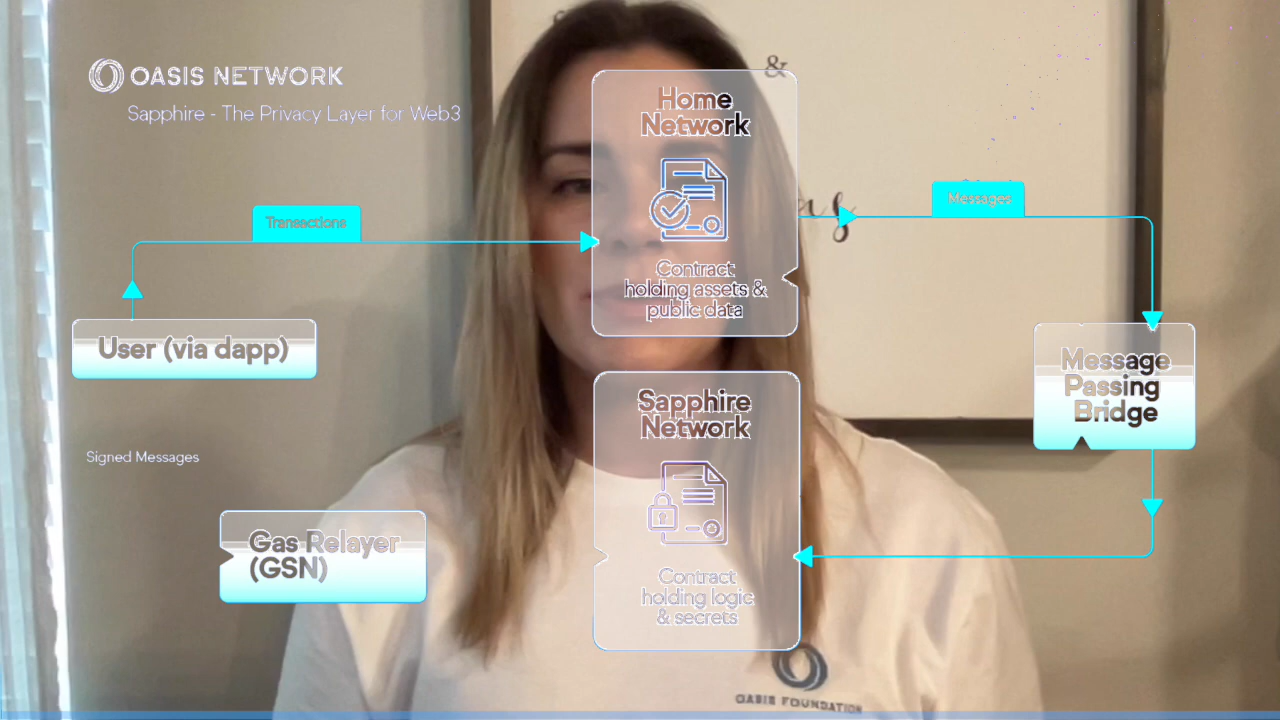 OASIS NETWORK
Sapphire - The Privacy Layer for Web3
Home
Network
Contract
holding assets &
public data
Transactions
Messages
User (via dapp)
Message
Passing
Bridge
Sapphire
Network
Contract
holding logic
& secrets
Signed Messages
Gas Relayer
(GSN)
&
OASIS FOUNDATION